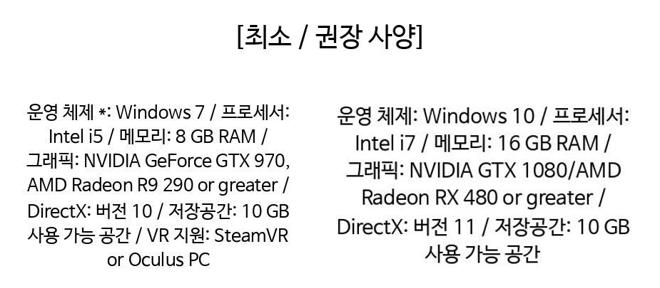 [최소 / 권장 사양]
운영 체제 *: Windows 7 / 프로세서:
Intel i5 / 메모리: 8 GB RAM /
그래픽: NVIDIA GeForce GTX 970,
AMD Radeon R9 290 or greater /
DirectX: 버전 10 / 저장공간: 10 GB
사용 가능 공간 / VR 지원: SteamVR
or Oculus PC
운영 체제: Windows 10 / 프로세서:
Intel i7 / 메모리: 16 GB RAM /
그래픽: NVIDIA GTX 1080/AMD
Radeon RX 480 or greater /
DirectX: 버전 11 / 저장공간: 10 GB
사용 가능 공간